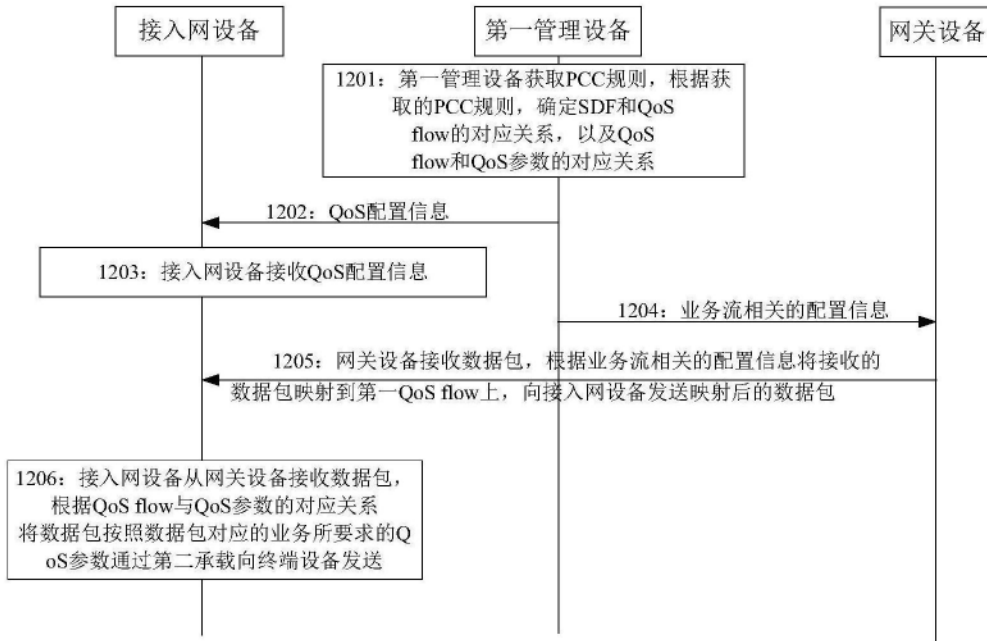 接入网设备
第一管理设备
网关设备
1201：第一管理设备获取PCC规则，根据获
取的PCC规则，确定SDF和QoS
flow的对应关系，以及QoS
flow和QoS参数的对应关系
1202：QoS配置信息
1203：接入网设备接收QoS配置信息
1204：业务流相关的配置信息
1205：网关设备接收数据包，根据业务流相关的配置信息将接收的
数据包映射到第一QoS flow上，向接入网设备发送映射后的数据包
1206：接入网设备从网关设备接收数据包，
根据QoS flow与QoS参数的对应关系
将数据包按照数据包对应的业务所要求的Q
oS参数通过第二承载向终端设备发送